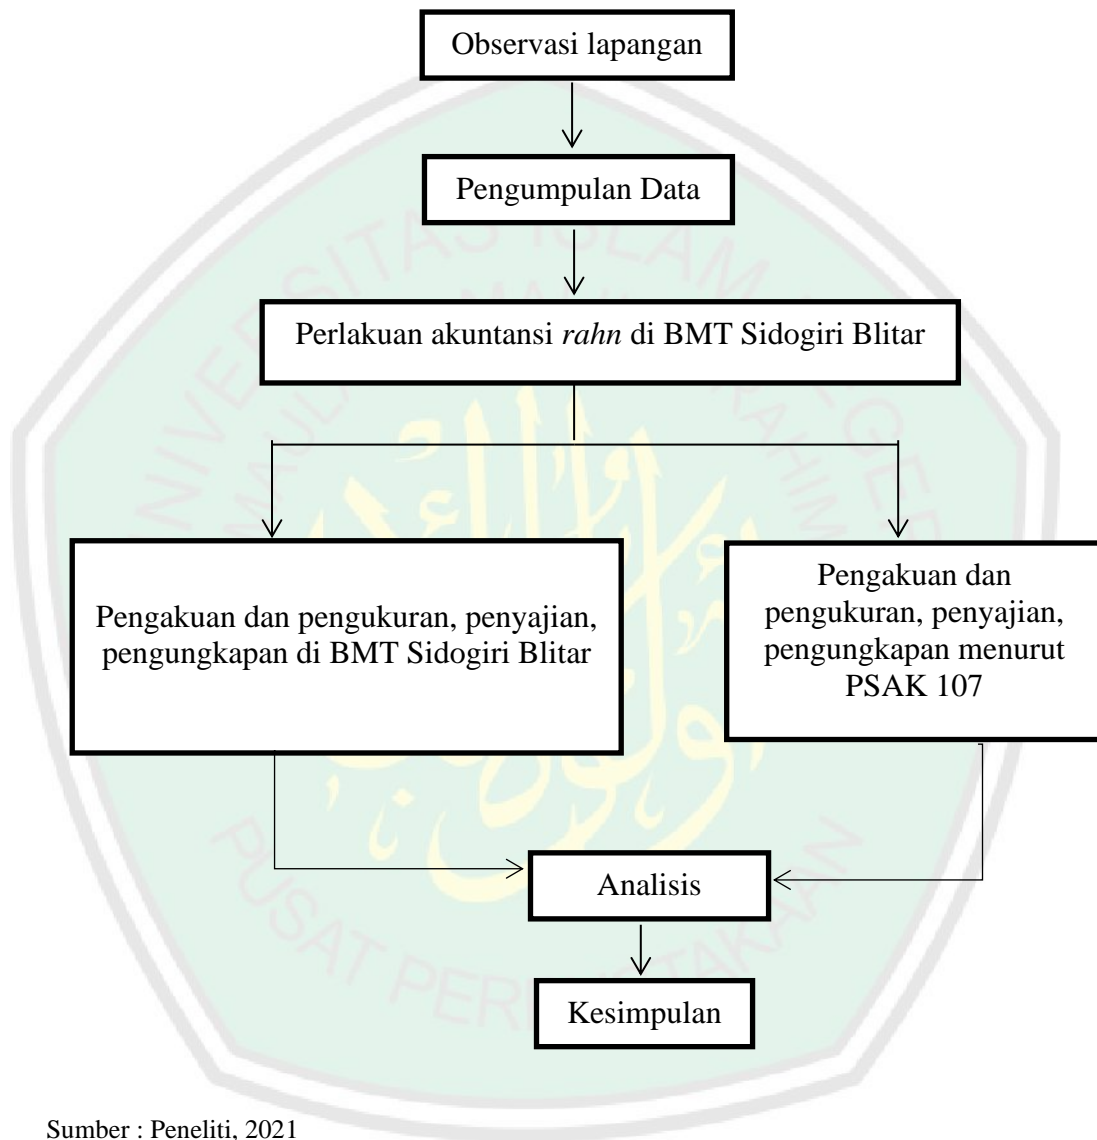 Observasi lapangan
Pengumpulan Data
Perlakuan akuntansi rahn di BMT Sidogiri Blitar
Pengakuan dan pengukuran, penyajian,
pengungkapan di BMT Sidogiri Blitar
Pengakuan dan
pengukuran, penyajian,
pengungkapan menurut
PSAK 107
Analisis
Kesimpulan
Sumber : Peneliti, 2021